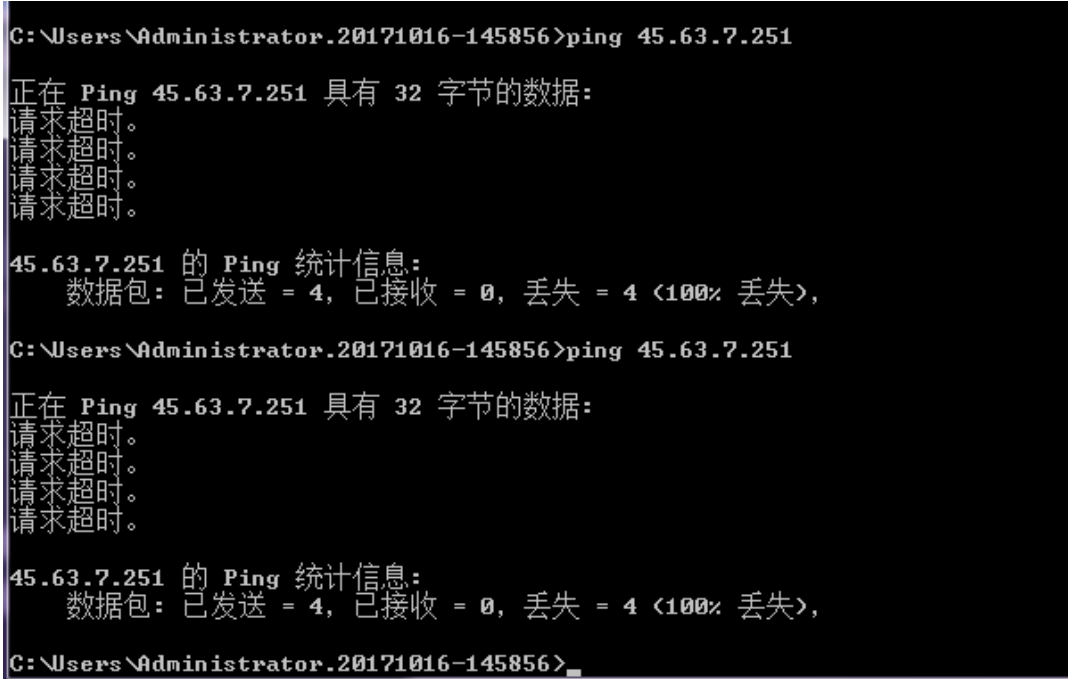 C:\Users\Administrator.20171016-145856>ping 45.63.7.251
正在 Ping 45.63.7.251 具有 32 字节的数据:
请求超时。
请求超时。
请求超时。
请求超时。
45.63.7.251 的 Ping 统计信息:
数据包: 已发送 = 4，已接收 = 0，丢失 = 4 (100% 丢失)，
C:\Users\Administrator.20171016-145856>ping 45.63.7.251
正在 Ping 45.63.7.251 具有 32 字节的数据:
请求超时。
请求超时。
请求超时。
请求超时。
45.63.7.251 的 Ping 统计信息:
数据包: 已发送 = 4，已接收 = 0，丢失 = 4 (100% 丢失)，
C:\Users\Administrator.20171016-145856>_